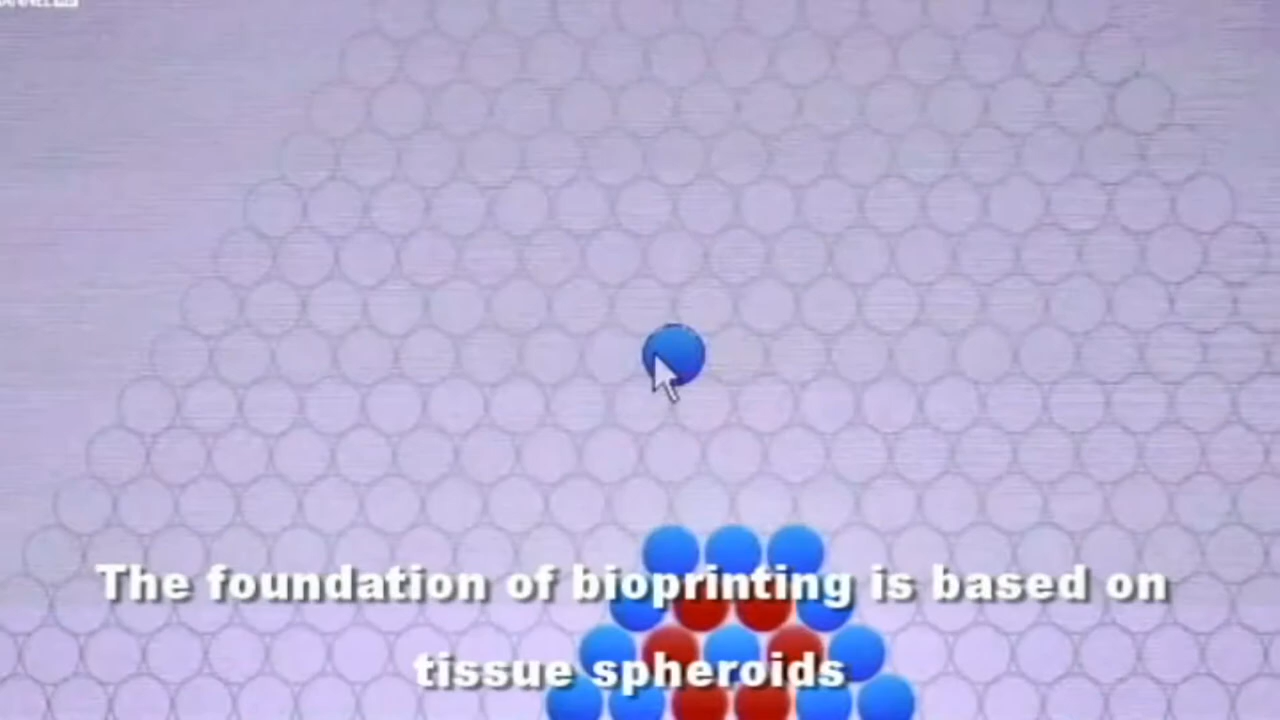 The foundation of bioprinting is based on
tissue spheroids